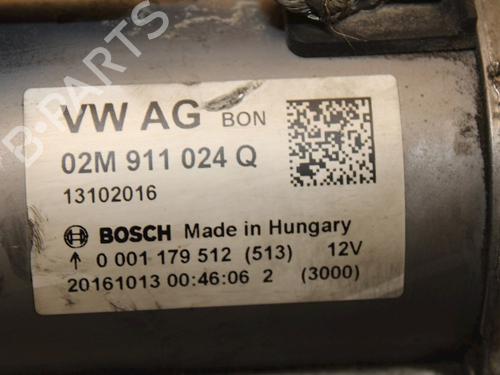 VW AG BON
02M 911 024 Q
13102016
BOSCH Made in Hungary
↑ 0 001 179 512 (513) 12V
20161013 00:46:06 2 (3000)
B-PARTS